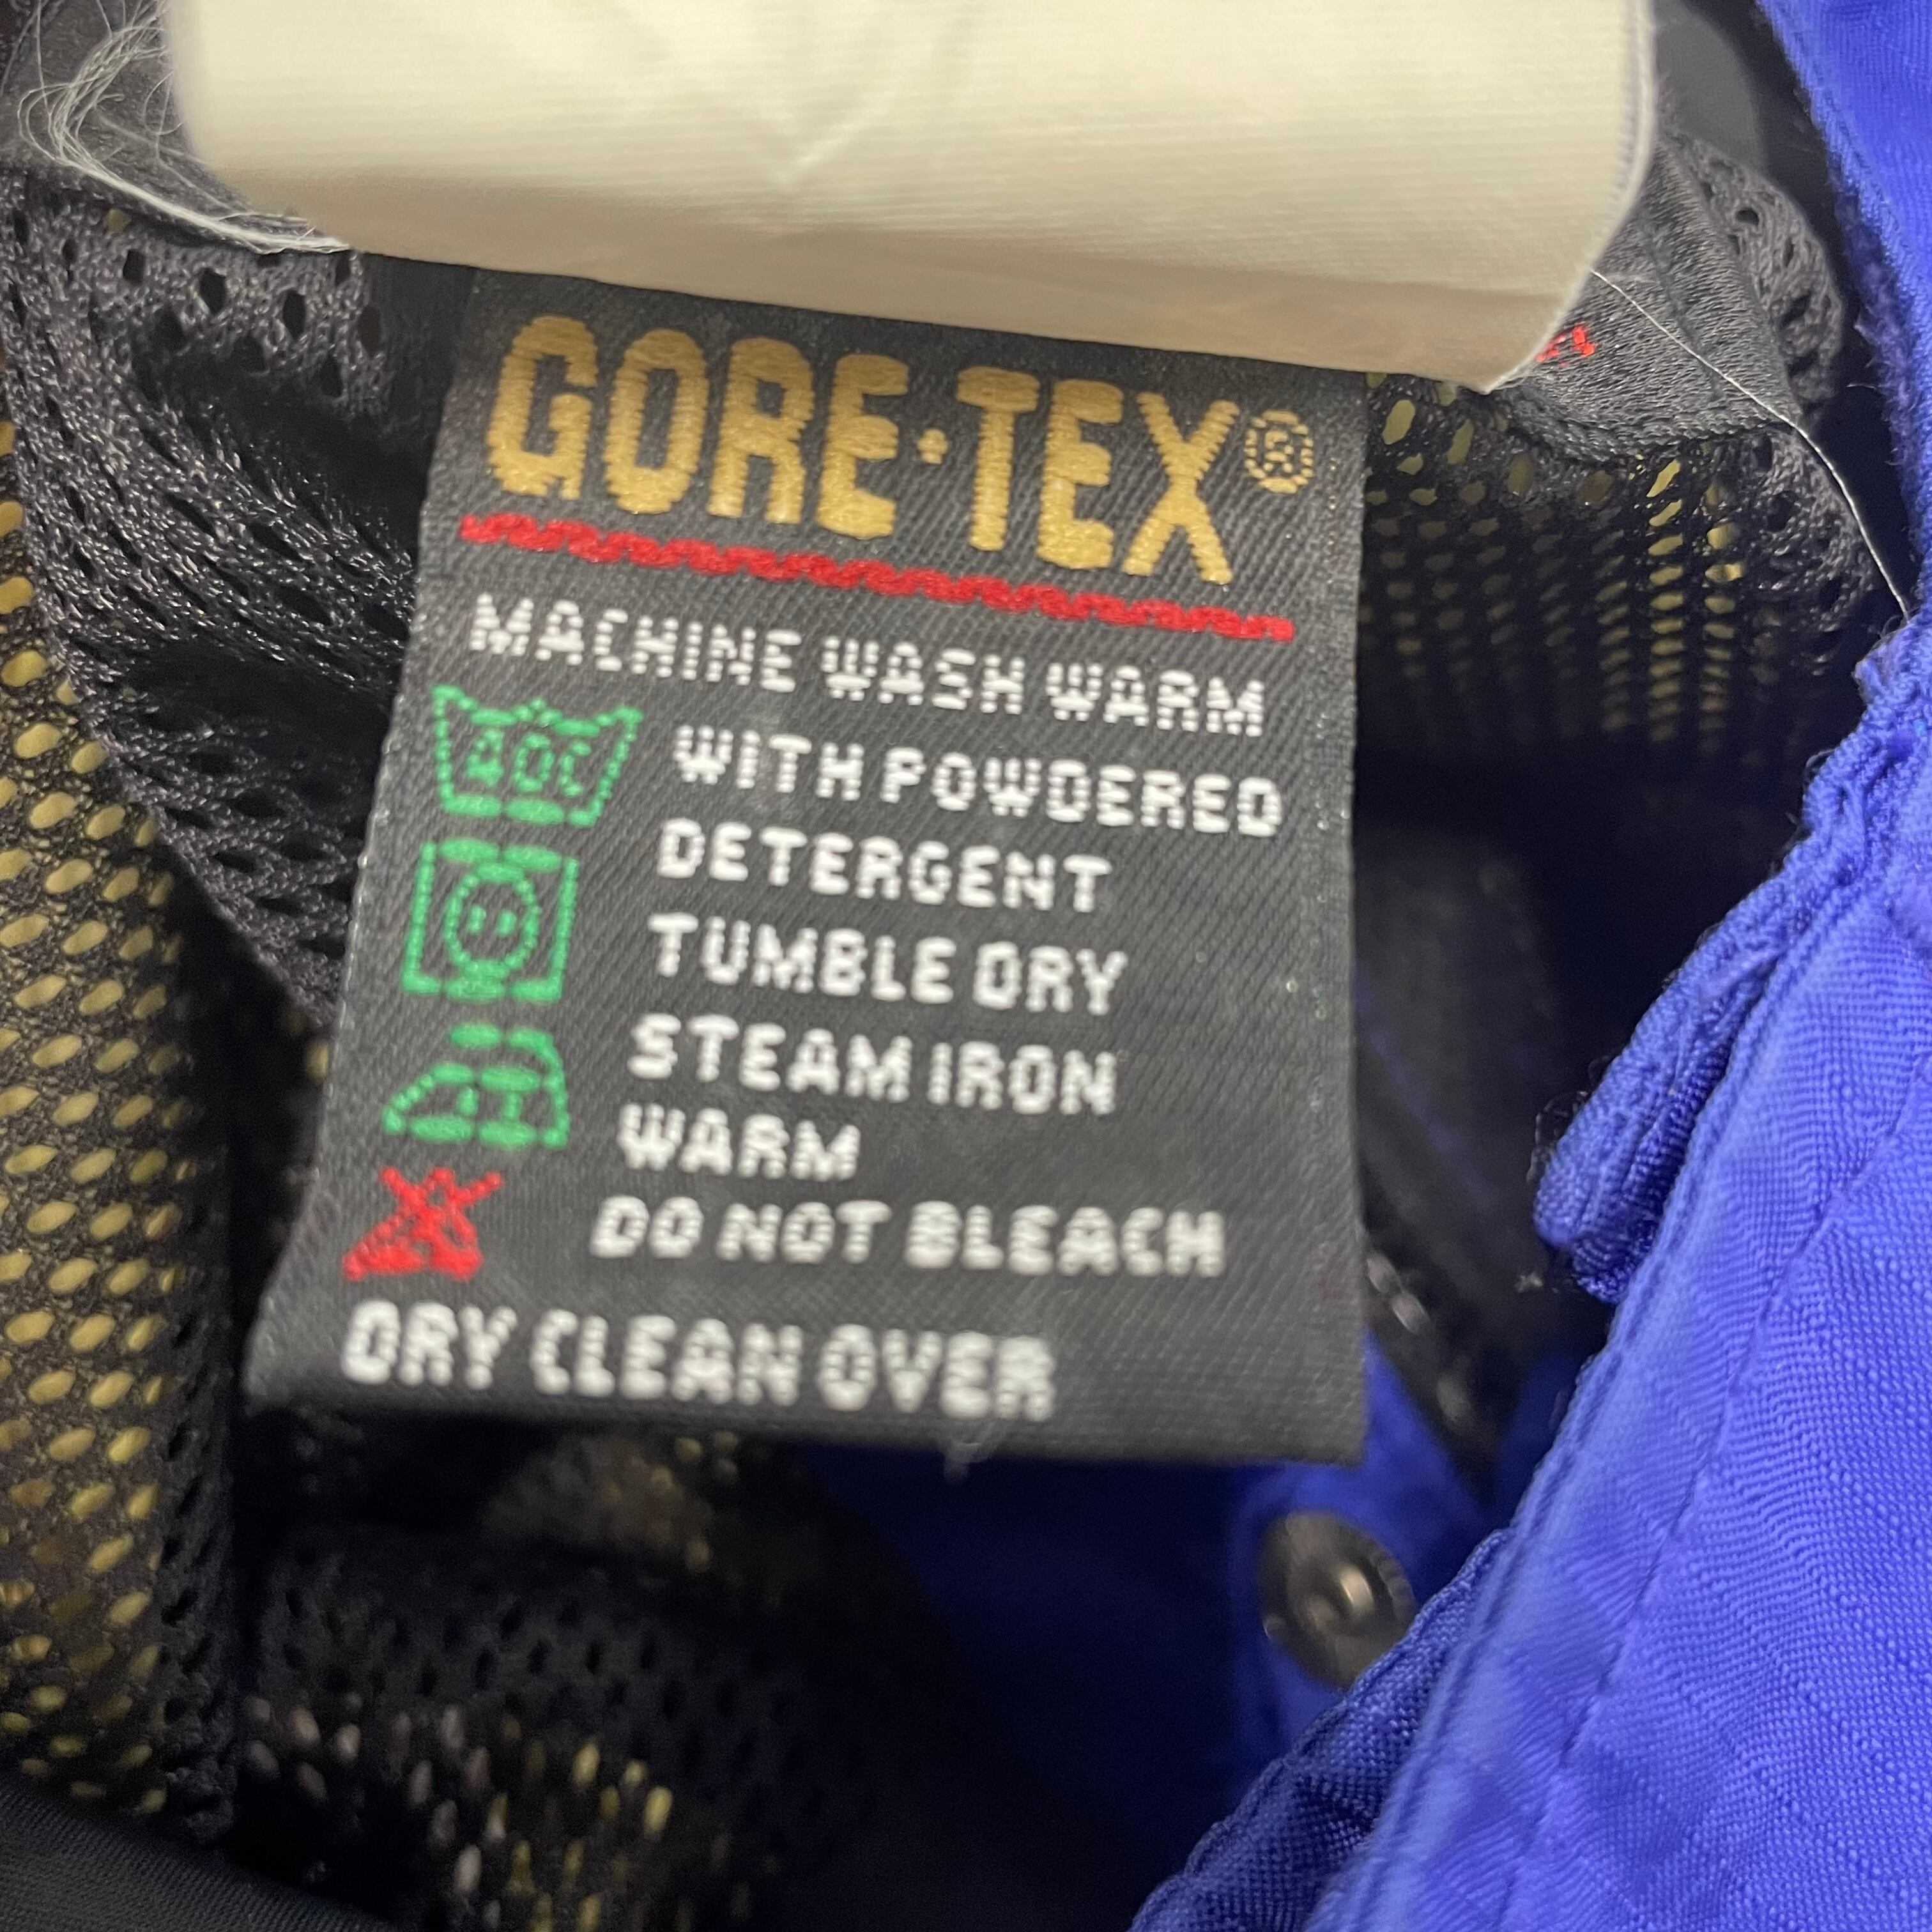 GORE·TEX®
MACHINE WASH WARM
40C WITH POWDERED
DETERGENT
TUMBLE DRY
STEAM IRON
WARM
DO NOT BLEACH
DRY CLEAN OVER